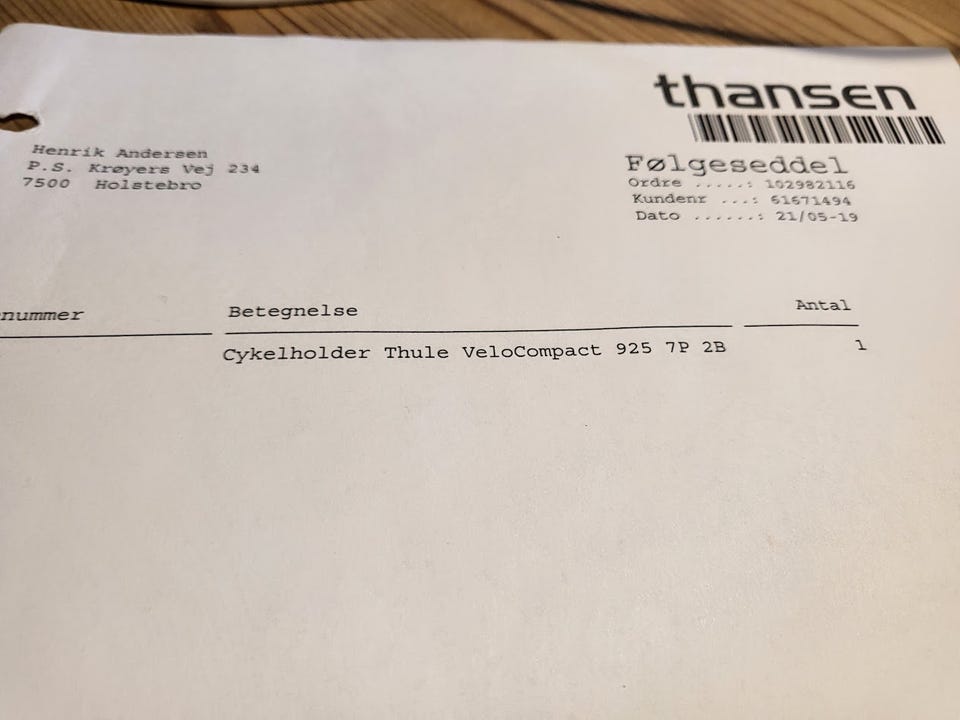 thansen
Henrik Andersen
P.S. Krøyers Vej 234
7500 Holstebro
Følgeseddel
Ordre .....: 102982116
Kundenr ...: 61671494
Dato ......: 21/05-19
nummer Betegnelse Antal
Cykelholder Thule VeloCompact 925 7P 2B 1